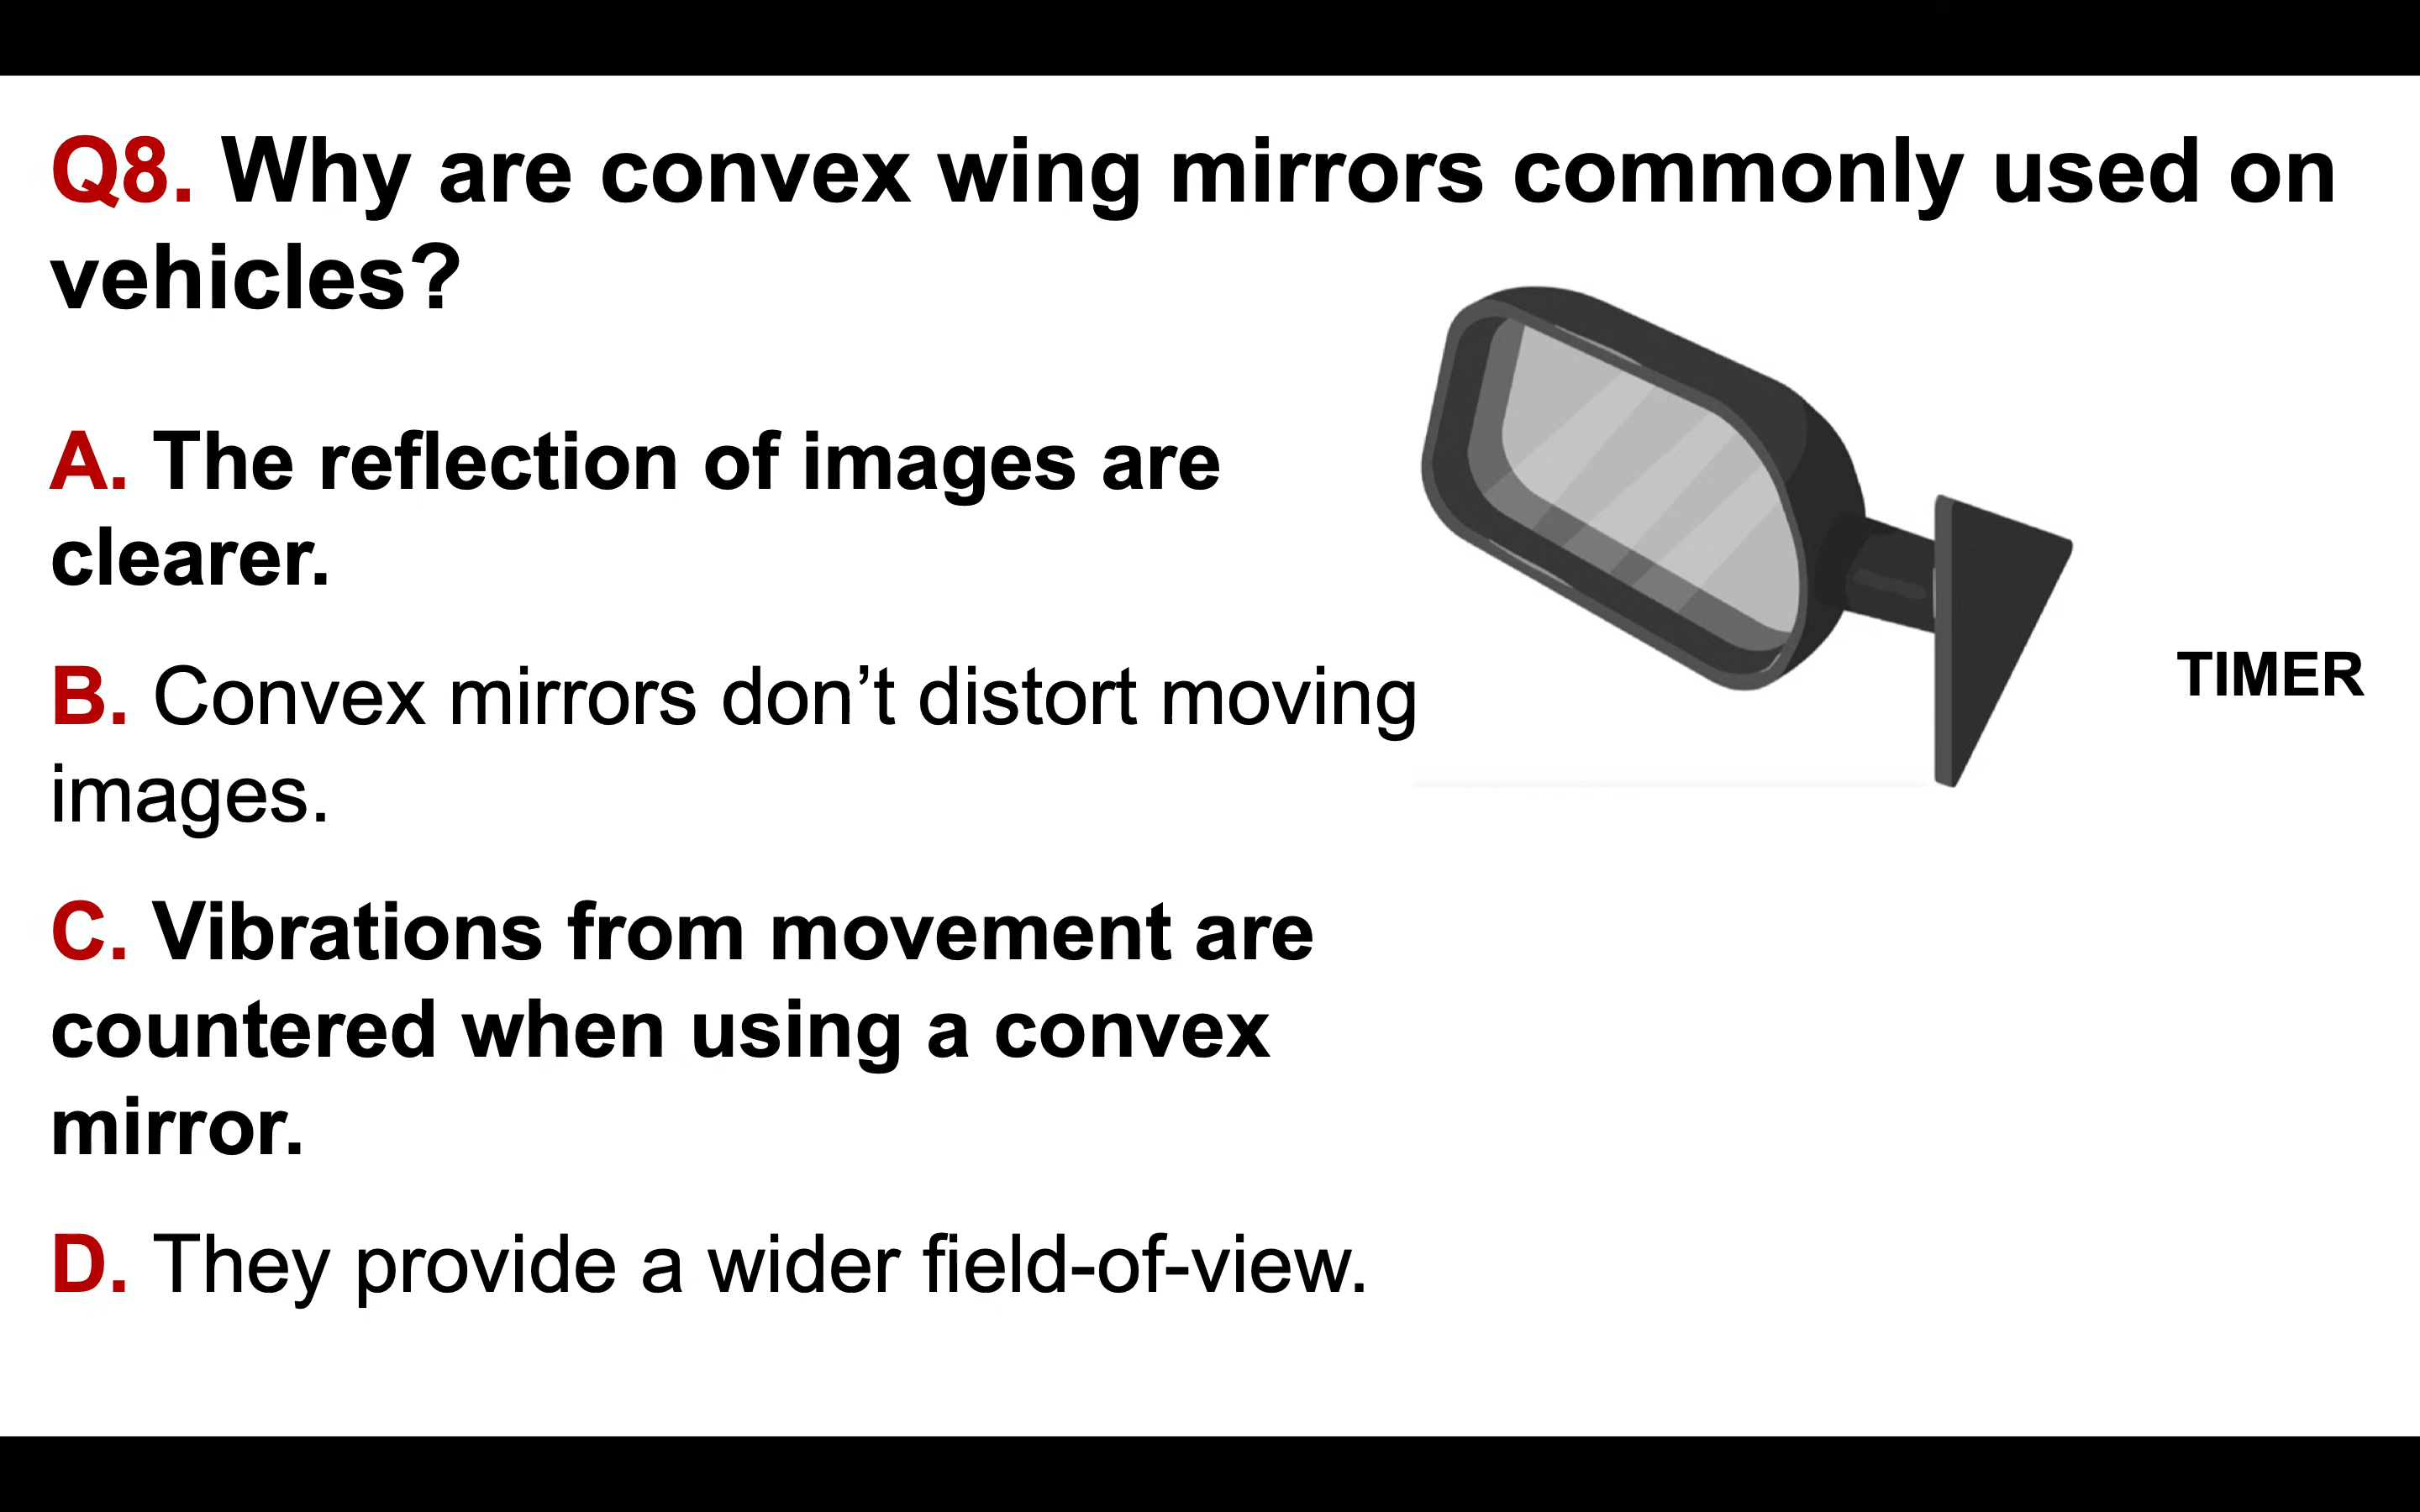 Q8. Why are convex wing mirrors commonly used on
vehicles?
A. The reflection of images are
clearer.
B. Convex mirrors don’t distort moving
images.
TIMER
C. Vibrations from movement are
countered when using a convex
mirror.
D. They provide a wider field-of-view.